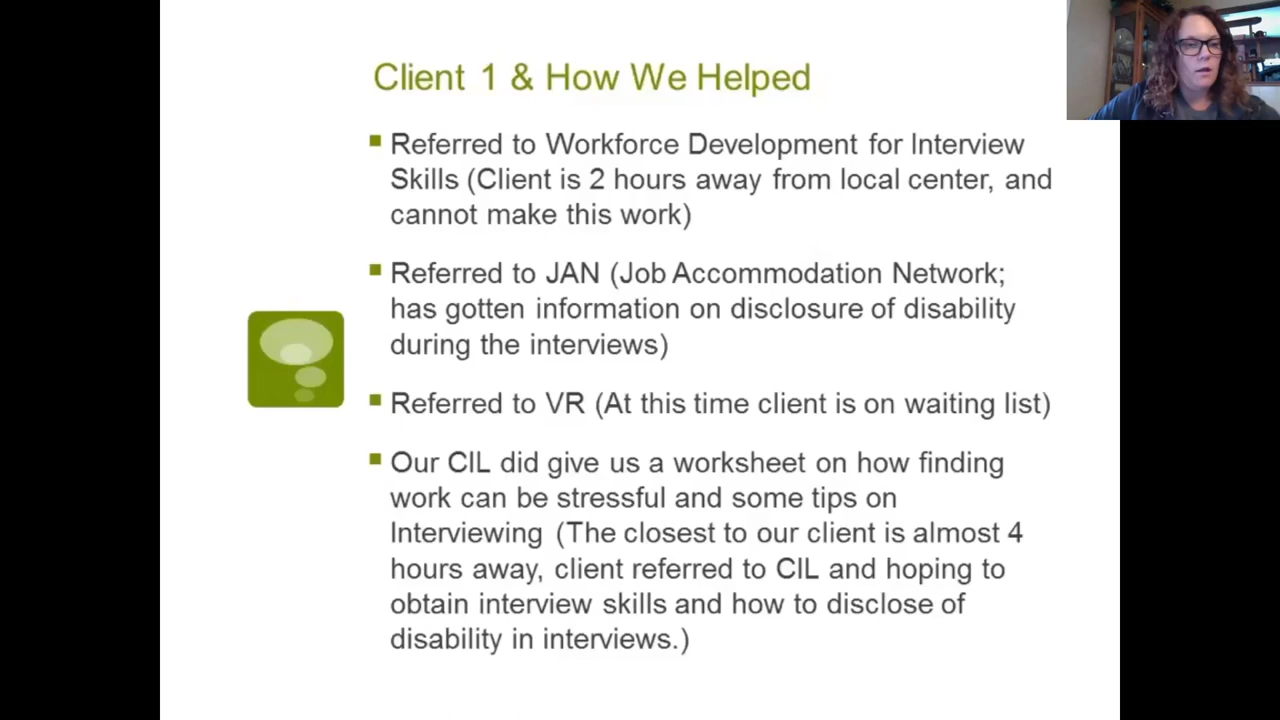 Client 1 & How We Helped
Referred to Workforce Development for Interview
Skills (Client is 2 hours away from local center, and
cannot make this work)
Referred to JAN (Job Accommodation Network;
has gotten information on disclosure of disability
during the interviews)
Referred to VR (At this time client is on waiting list)
Our CIL did give us a worksheet on how finding
work can be stressful and some tips on
Interviewing (The closest to our client is almost 4
hours away, client referred to CIL and hoping to
obtain interview skills and how to disclose of
disability in interviews.)